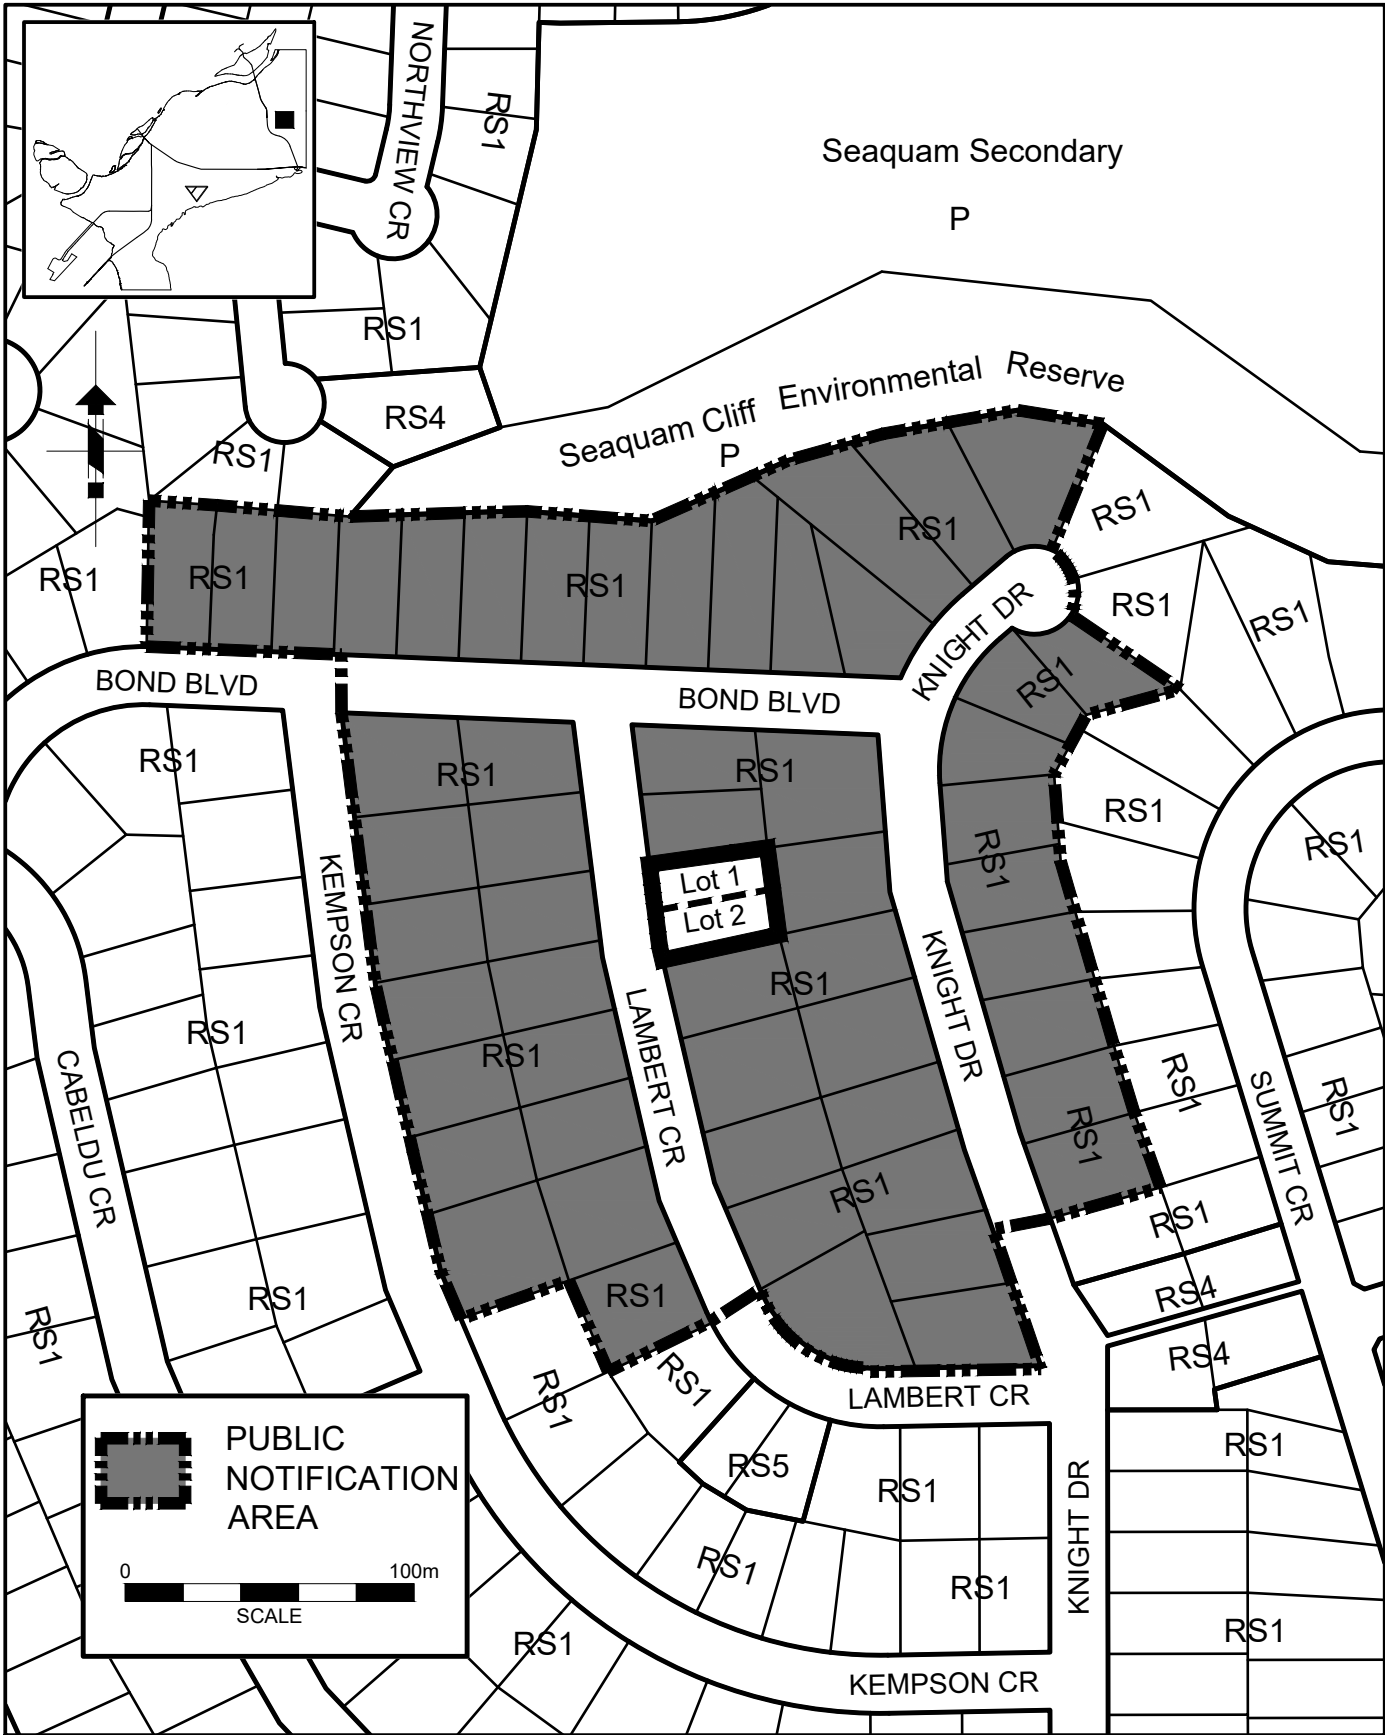 NORTHVIEW CR
RS1
Seaquam Secondary
P
RS1
RS4
RS1
Seaquam Cliff Environmental Reserve
P
RS1
RS1
RS1
RS1
RS1
RS1
RS1
KNIGHT DR
RS1
BOND BLVD
BOND BLVD
RS1
RS1
RS1
RS1
RS1
RS1
KEMPSON CR
Lot 1
Lot 2
KNIGHT DR
RS1
RS1
LAMBERT CR
RS1
CABELDU CR
RS1
RS1
SUMMIT CR
RS1
RS1
RS1
RS1
RS4
RS1
RS1
RS1
RS4
RS1
RS1
LAMBERT CR
PUBLIC
NOTIFICATION
AREA
RS5
RS1
RS1
KNIGHT DR
RS1
RS1
0 100m
SCALE
RS1
RS1
KEMPSON CR